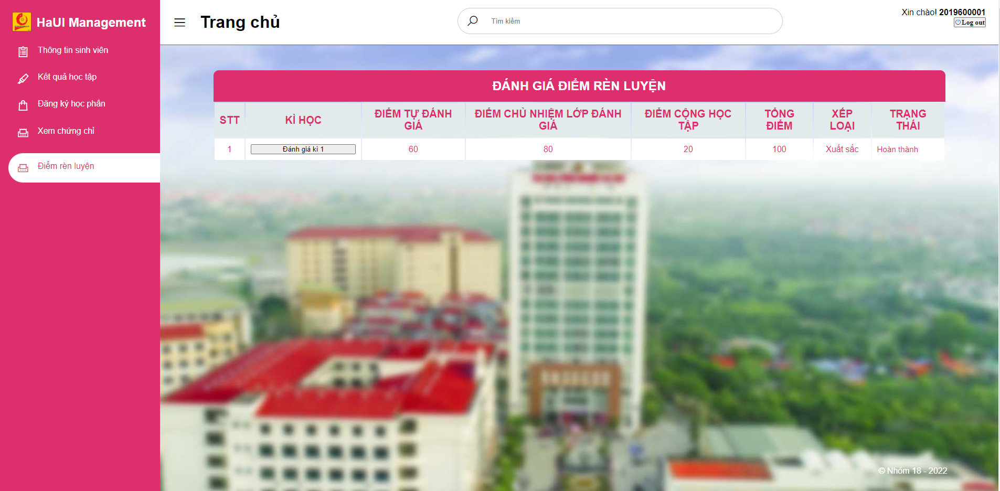 HaUI Management
Thông tin sinh viên
Kết quả học tập
Đăng ký học phần
Xem chứng chỉ
Điểm rèn luyện
Trang chủ
Tìm kiếm
Xin chào! 2019600001
Log out
ĐÁNH GIÁ ĐIỂM RÈN LUYỆN
STT
KÌ HỌC
ĐIỂM TỰ ĐÁNH
GIÁ
ĐIỂM CHỦ NHIỆM LỚP ĐÁNH
GIÁ
ĐIỂM CỘNG HỌC
TẬP
TỔNG
ĐIỂM
XẾP
LOẠI
TRẠNG
THÁI
1
Đánh giá kì 1
60
80
20
100
Xuất sắc
Hoàn thành
© Nhóm 18 - 2022